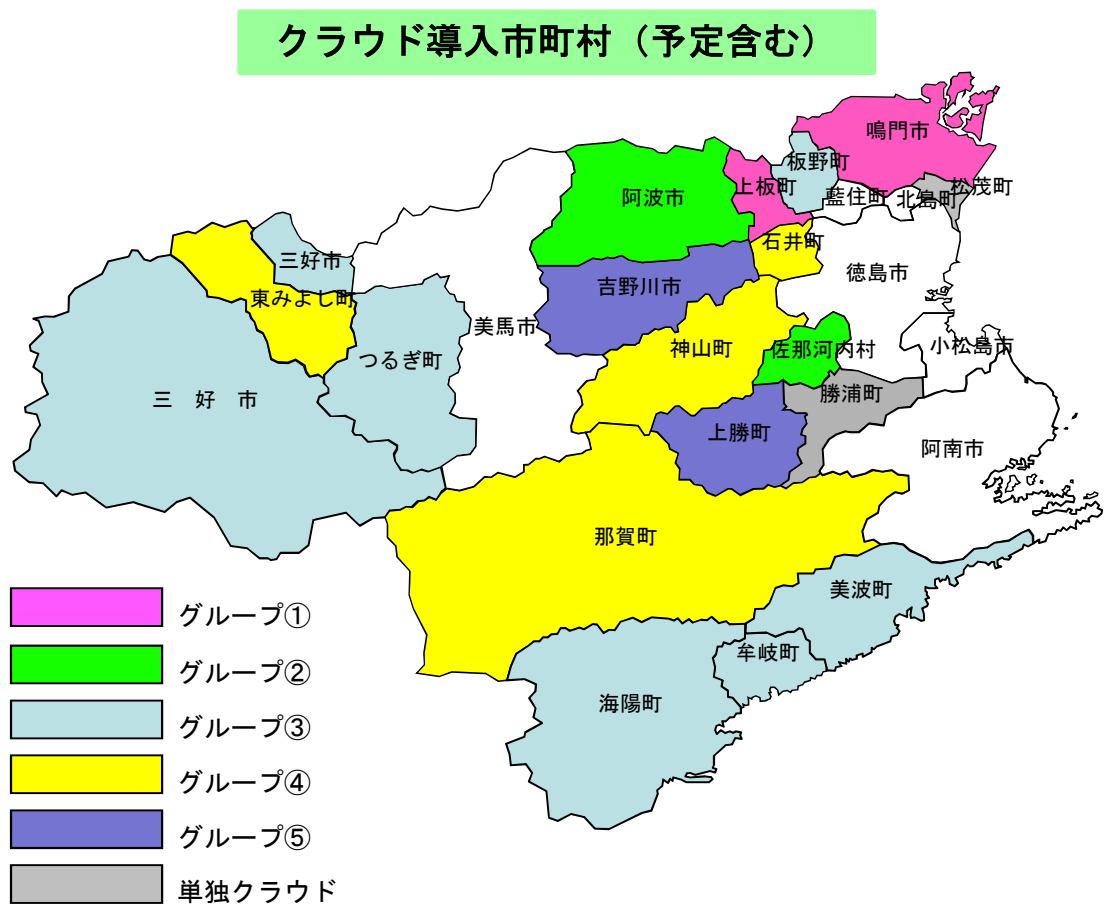 クラウド導入市町村（予定含む）
鳴門市
板野町
上板町
松茂町
藍住町
北島町
阿波市
石井町
三好市
徳島市
吉野川市
東みよし町
美馬市
小松島市
神山町
佐那河内村
つるぎ町
勝浦町
三　好　市
上勝町
阿南市
那賀町
美波町
牟岐町
海陽町
グループ①
グループ②
グループ③
グループ④
グループ⑤
単独クラウド